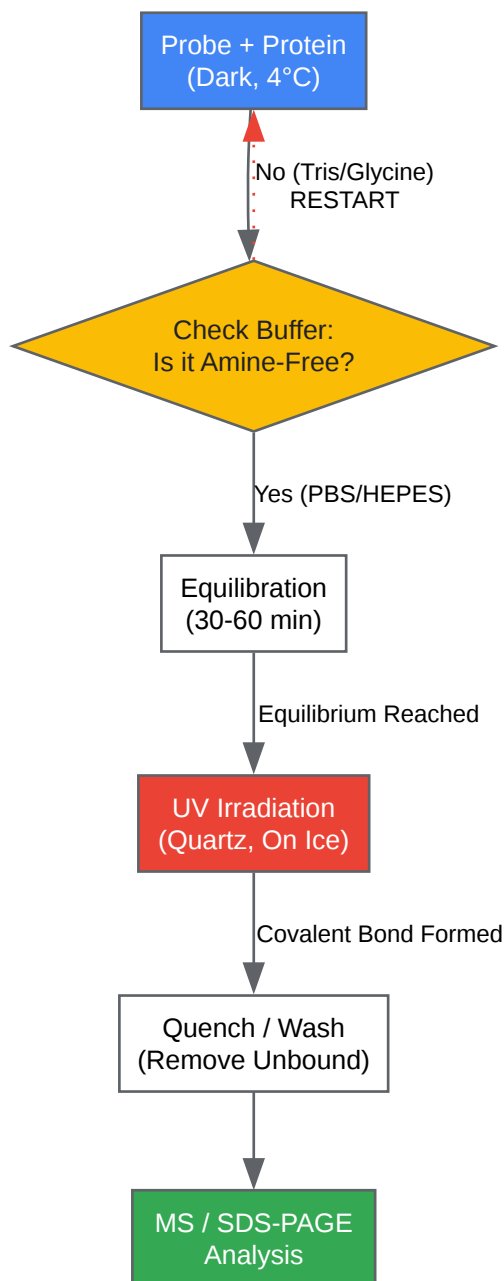 Probe + Protein
(Dark, 4°C)
No (Tris/Glycine)
RESTART
Check Buffer:
Is it Amine-Free?
Yes (PBS/HEPES)
Equilibration
(30-60 min)
Equilibrium Reached
UV Irradiation
(Quartz, On Ice)
Covalent Bond Formed
Quench / Wash
(Remove Unbound)
MS / SDS-PAGE
Analysis